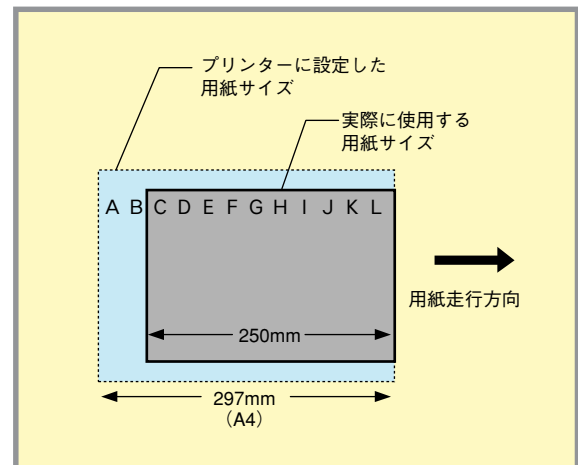 プリンターに設定した
用紙サイズ
実際に使用する
用紙サイズ
A B C D E F G H I J K L
用紙走行方向
250mm
297mm
（A4）